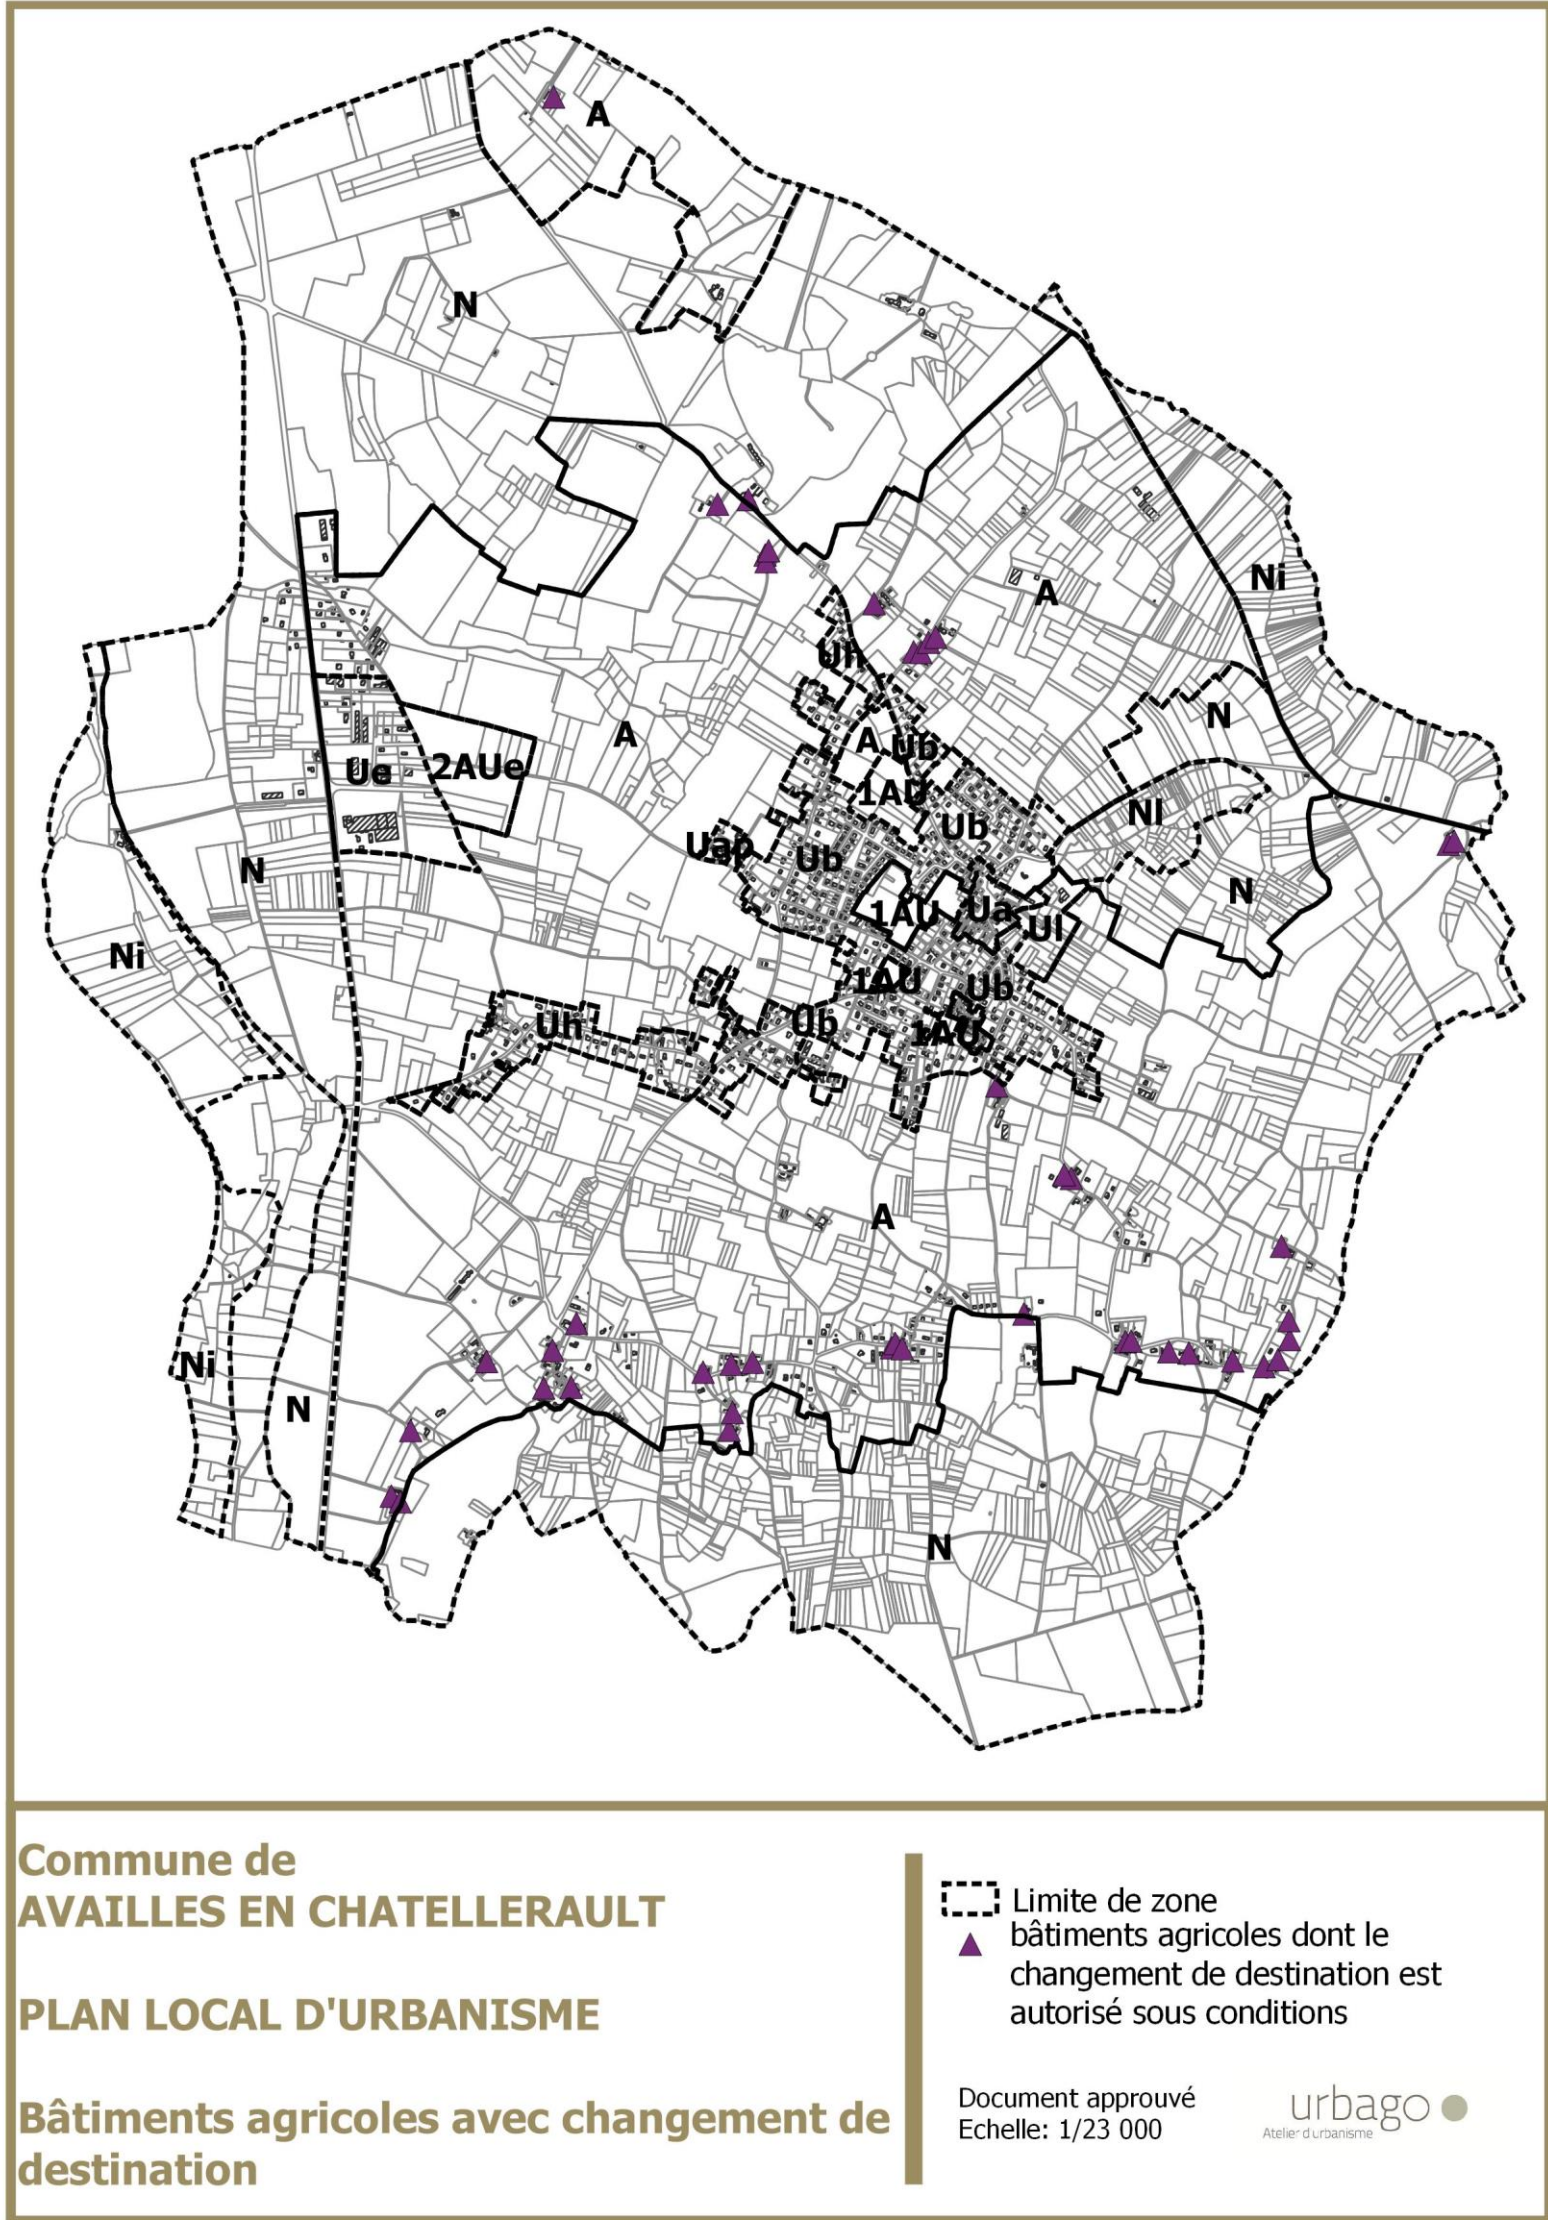 A
N
Ni
A
Uh
N
A
A
Ub
Ue
2AUe
1AU
Nl
Ub
Uap
Ub
N
N
1AU
Ua
Ul
Ni
1AU
Ub
Uh
Ub
1AU
A
Ni
N
N
Commune de
AVAILLES EN CHATELLERAULT
PLAN LOCAL D'URBANISME
Bâtiments agricoles avec changement de
destination
Limite de zone
bâtiments agricoles dont le
changement de destination est
autorisé sous conditions
Document approuvé
Echelle: 1/23 000
urbago
Atelier d'urbanisme